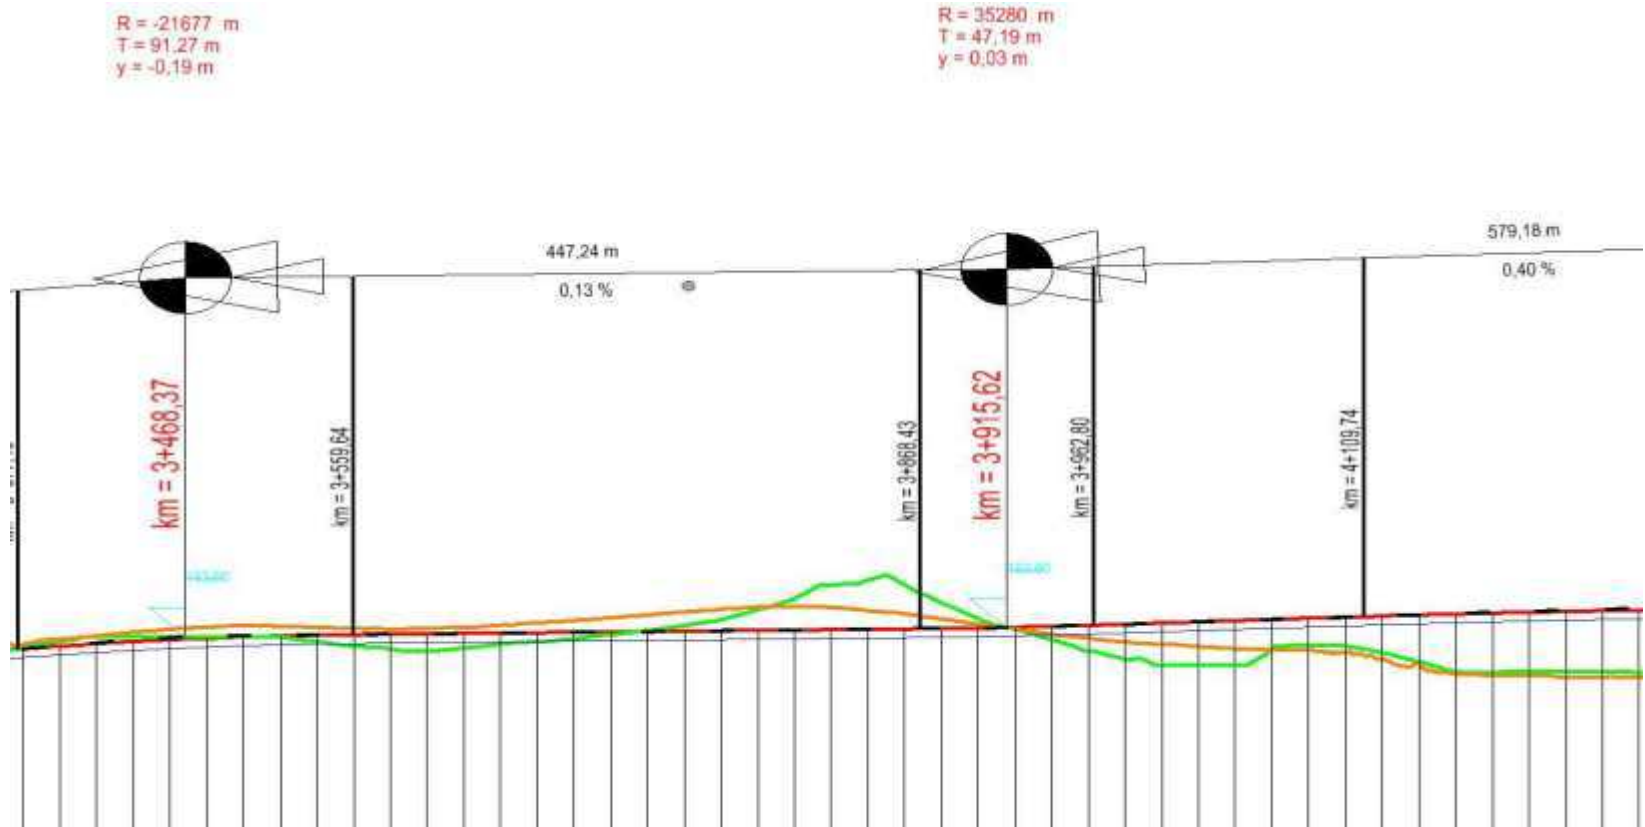 R = -21677 m
T = 91,27 m
y = -0,19 m
R = 35280 m
T = 47,19 m
y = 0,03 m
447,24 m
0,13 %
579,18 m
0,40 %
km = 3+468,37
km = 3+559,64
km = 3+868,43
km = 3+915,62
km = 3+962,80
km = 4+109,74